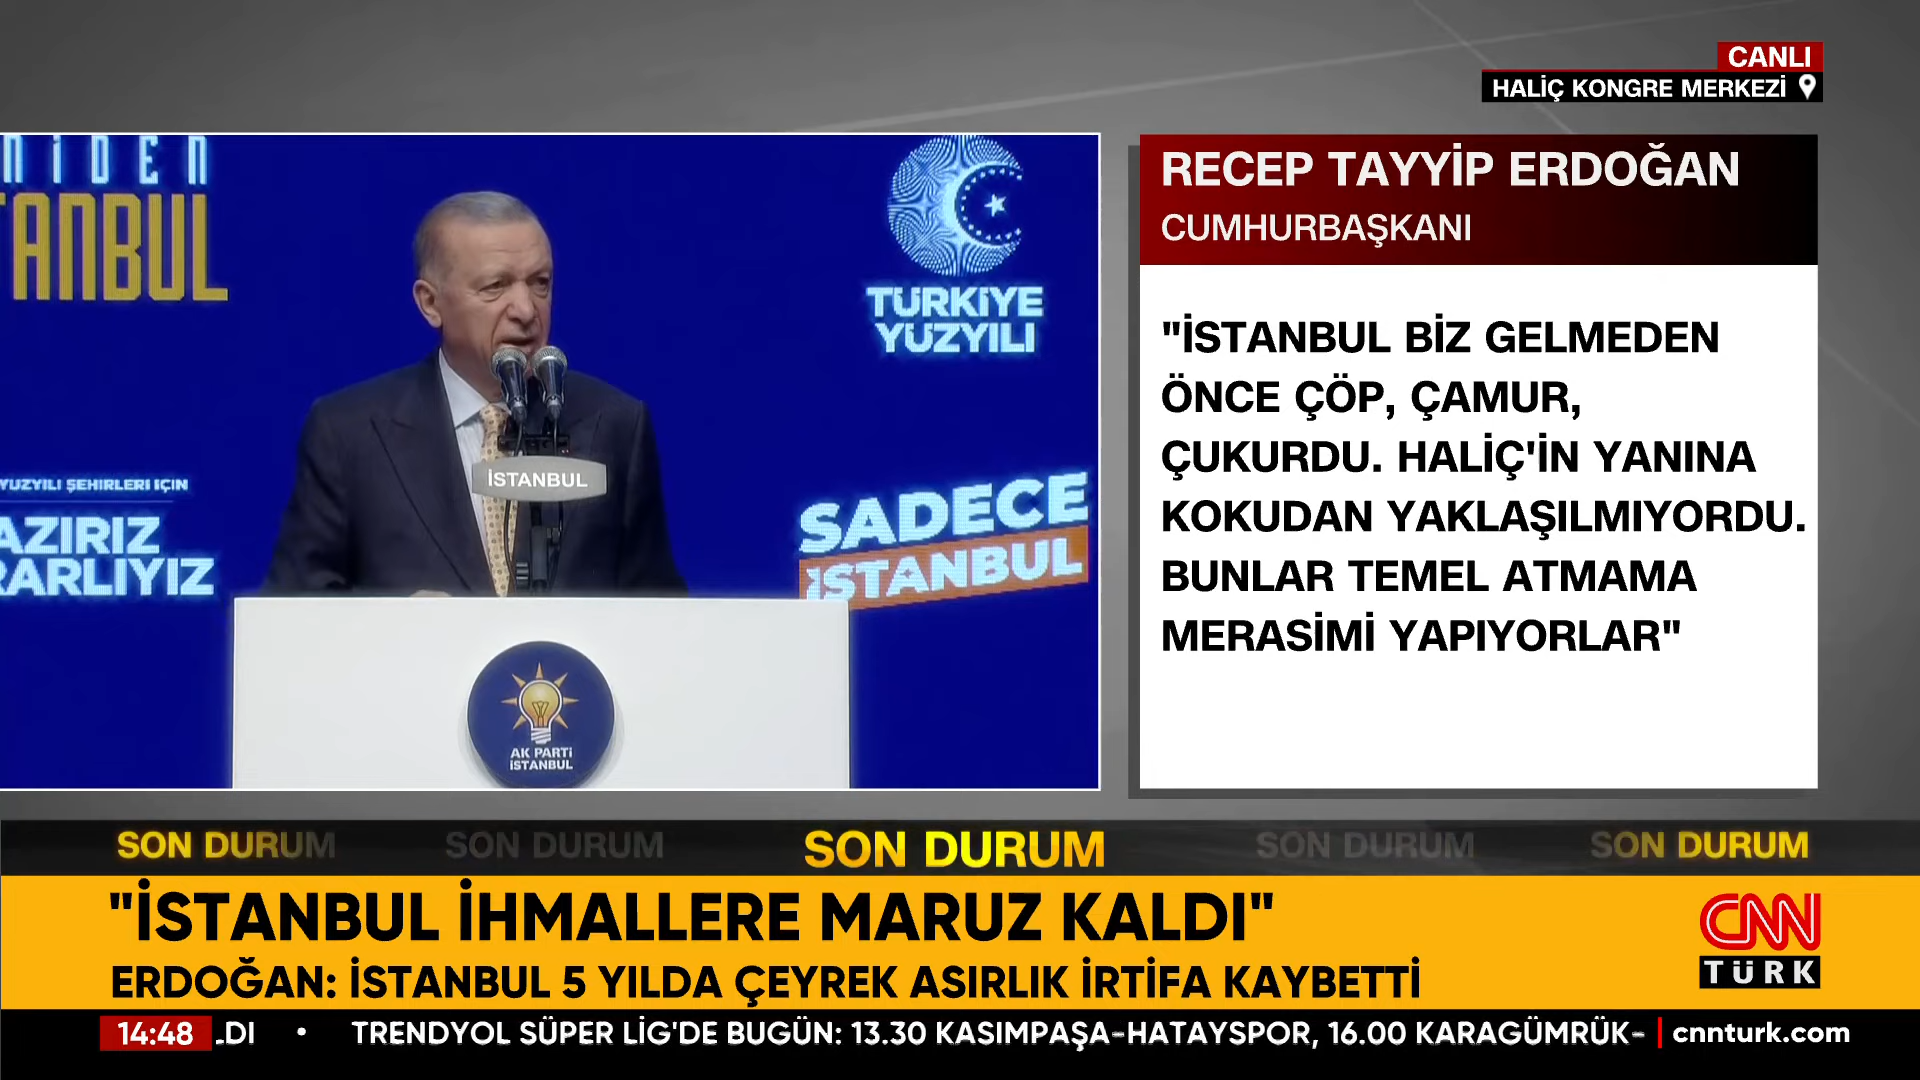 CANLI
HALİÇ KONGRE MERKEZİ
NİDEN
TANBUL
TÜRKİYE
YÜZYILI
YÜZYILI ŞEHİRLERİ İÇİN
AZIRIZ
RARLIYIZ
İSTANBUL
SADECE
İSTANBUL
AK PARTİ
İSTANBUL
RECEP TAYYİP ERDOĞAN
CUMHURBAŞKANI
"İSTANBUL BİZ GELMEDEN
ÖNCE ÇÖP, ÇAMUR,
ÇUKURDU. HALİÇ'İN YANINA
KOKUDAN YAKLAŞILMIYORDU.
BUNLAR TEMEL ATMAMA
MERASİMİ YAPIYORLAR"
SON DURUM SON DURUM SON DURUM SON DURUM SON DURUM
"İSTANBUL İHMALLERE MARUZ KALDI"
ERDOĞAN: İSTANBUL 5 YILDA ÇEYREK ASIRLIK İRTİFA KAYBETTİ
CNN
TÜRK
14:48 LDI • TRENDYOL SÜPER LİG'DE BUGÜN: 13.30 KASIMPAŞA-HATAYSPOR, 16.00 KARAGÜMRÜK- cnnturk.com